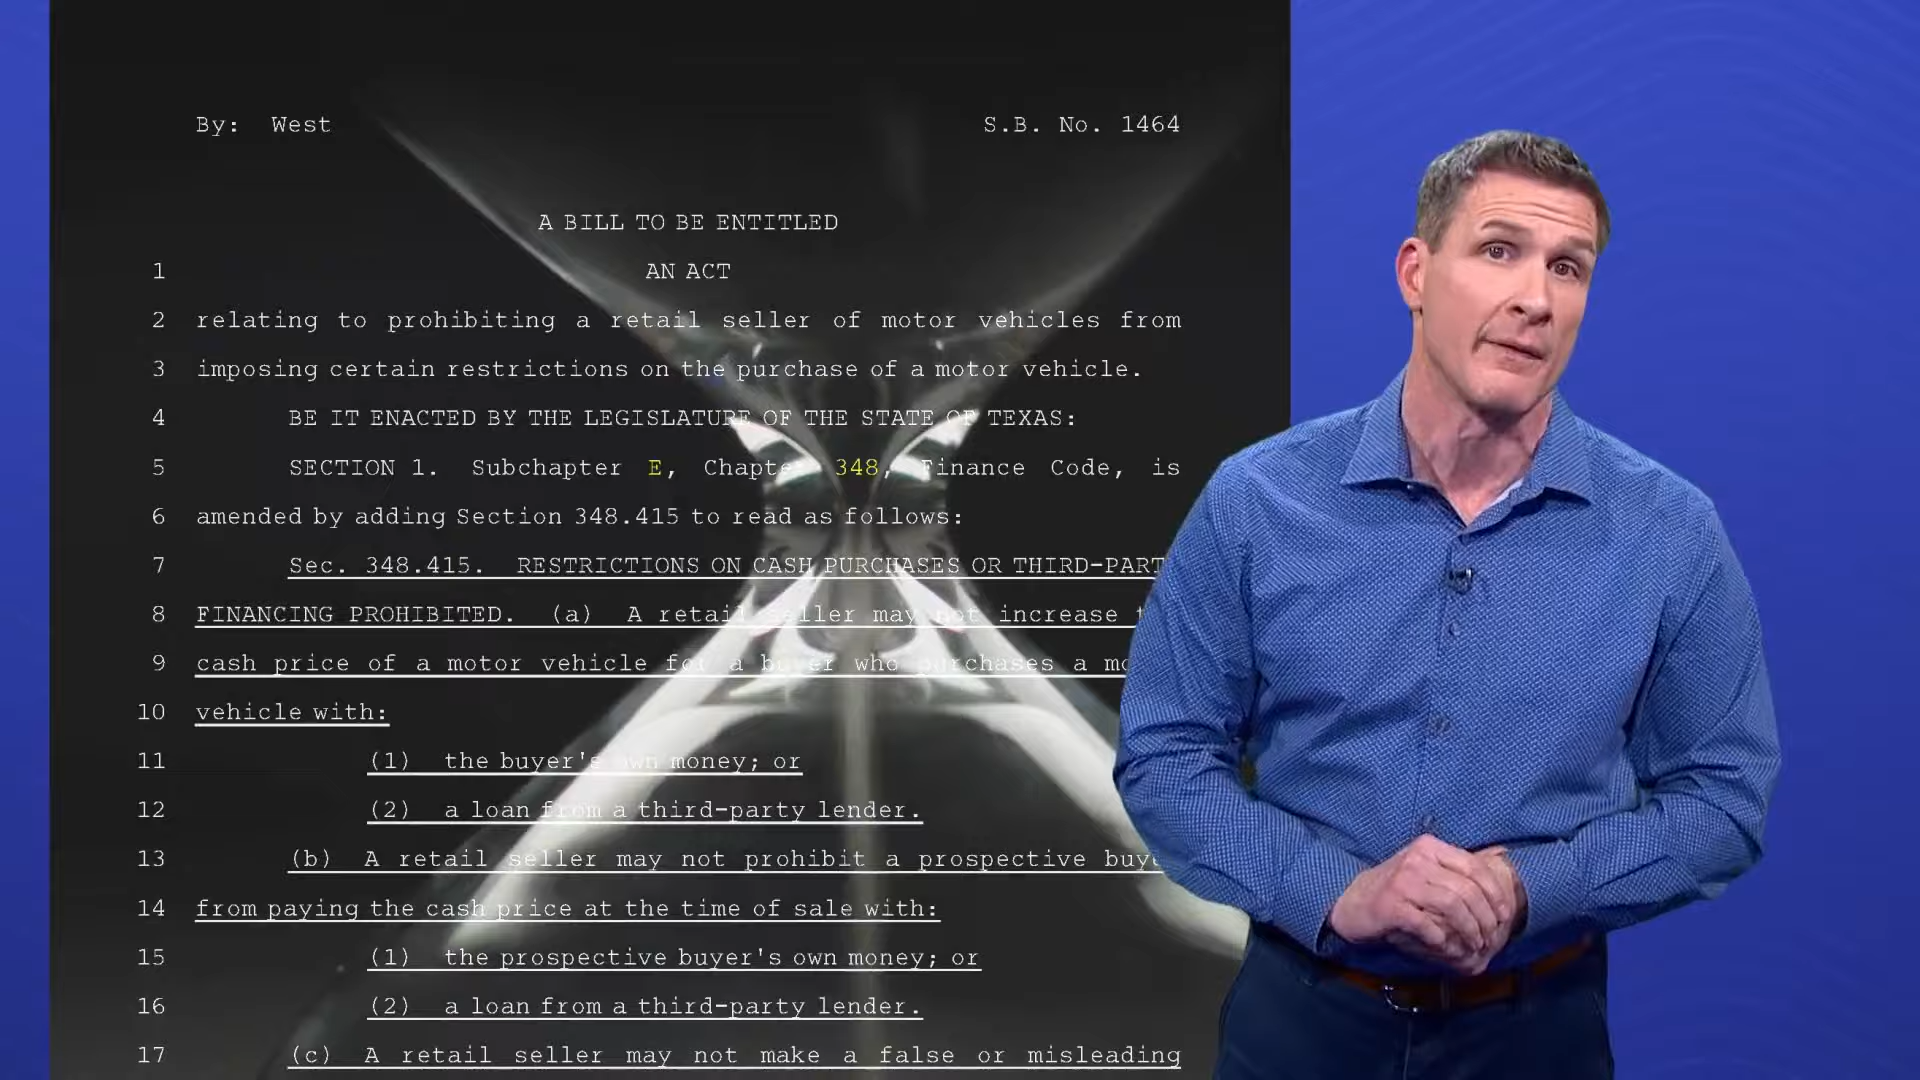 By: West S.B. No. 1464
A BILL TO BE ENTITLED
1 AN ACT
2 relating to prohibiting a retail seller of motor vehicles from
3 imposing certain restrictions on the purchase of a motor vehicle.
4 BE IT ENACTED BY THE LEGISLATURE OF THE STATE OF TEXAS:
5 SECTION 1. Subchapter E, Chapter 348, Finance Code, is
6 amended by adding Section 348.415 to read as follows:
7 Sec. 348.415. RESTRICTIONS ON CASH PURCHASES OR THIRD-PART
8 FINANCING PROHIBITED. (a) A retail seller may not increase
9 cash price of a motor vehicle for a buyer who purchases a
10 vehicle with:
11 (1) the buyer's own money; or
12 (2) a loan from a third-party lender.
13 (b) A retail seller may not prohibit a prospective buye
14 from paying the cash price at the time of sale with:
15 (1) the prospective buyer's own money; or
16 (2) a loan from a third-party lender.
17 (c) A retail seller may not make a false or misleading